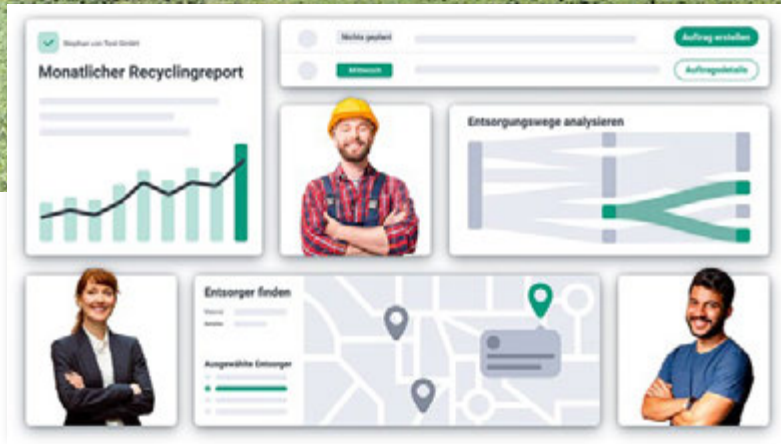 Monatlicher Recyclingreport
Nichts geplant
Auftrag erstellen
Mittwoch
Auftragsdetails
Entsorgungswege analysieren
Entsorger finden
Ausgewählte Entsorger